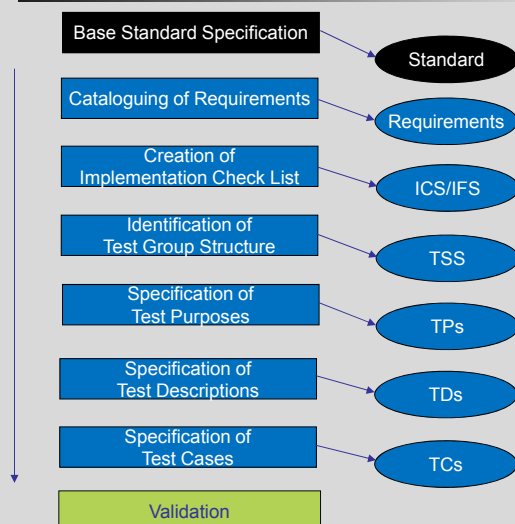 Base Standard Specification
Standard
Cataloguing of Requirements
Requirements
Creation of
Implementation Check List
ICS/IFS
Identification of
Test Group Structure
TSS
Specification of
Test Purposes
TPs
Specification of
Test Descriptions
TDs
Specification of
Test Cases
TCs
Validation